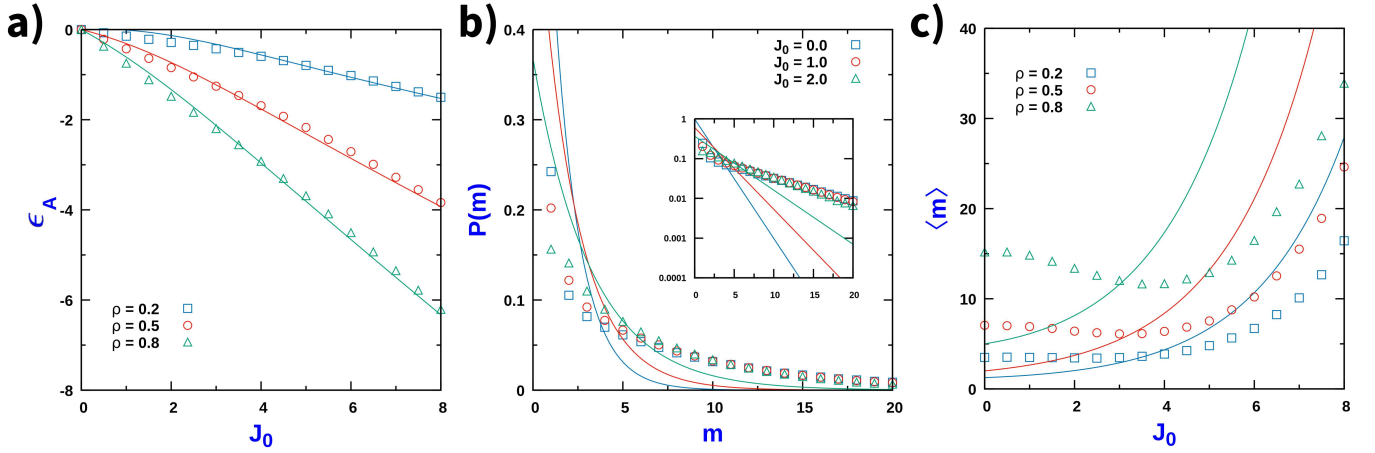 a)
0
-2
-4
-6
-8
ϵ_A
ρ = 0.2
ρ = 0.5
ρ = 0.8
0 2 4 6 8
J_0
b)
0.4
0.3
0.2
0.1
0
P(m)
J_0 = 0.0
J_0 = 1.0
J_0 = 2.0
1
0.1
0.01
0.001
0.0001
0 5 10 15 20
0 5 10 15 20
m
c)
40
30
20
10
0
⟨m⟩
ρ = 0.2
ρ = 0.5
ρ = 0.8
0 2 4 6 8
J_0